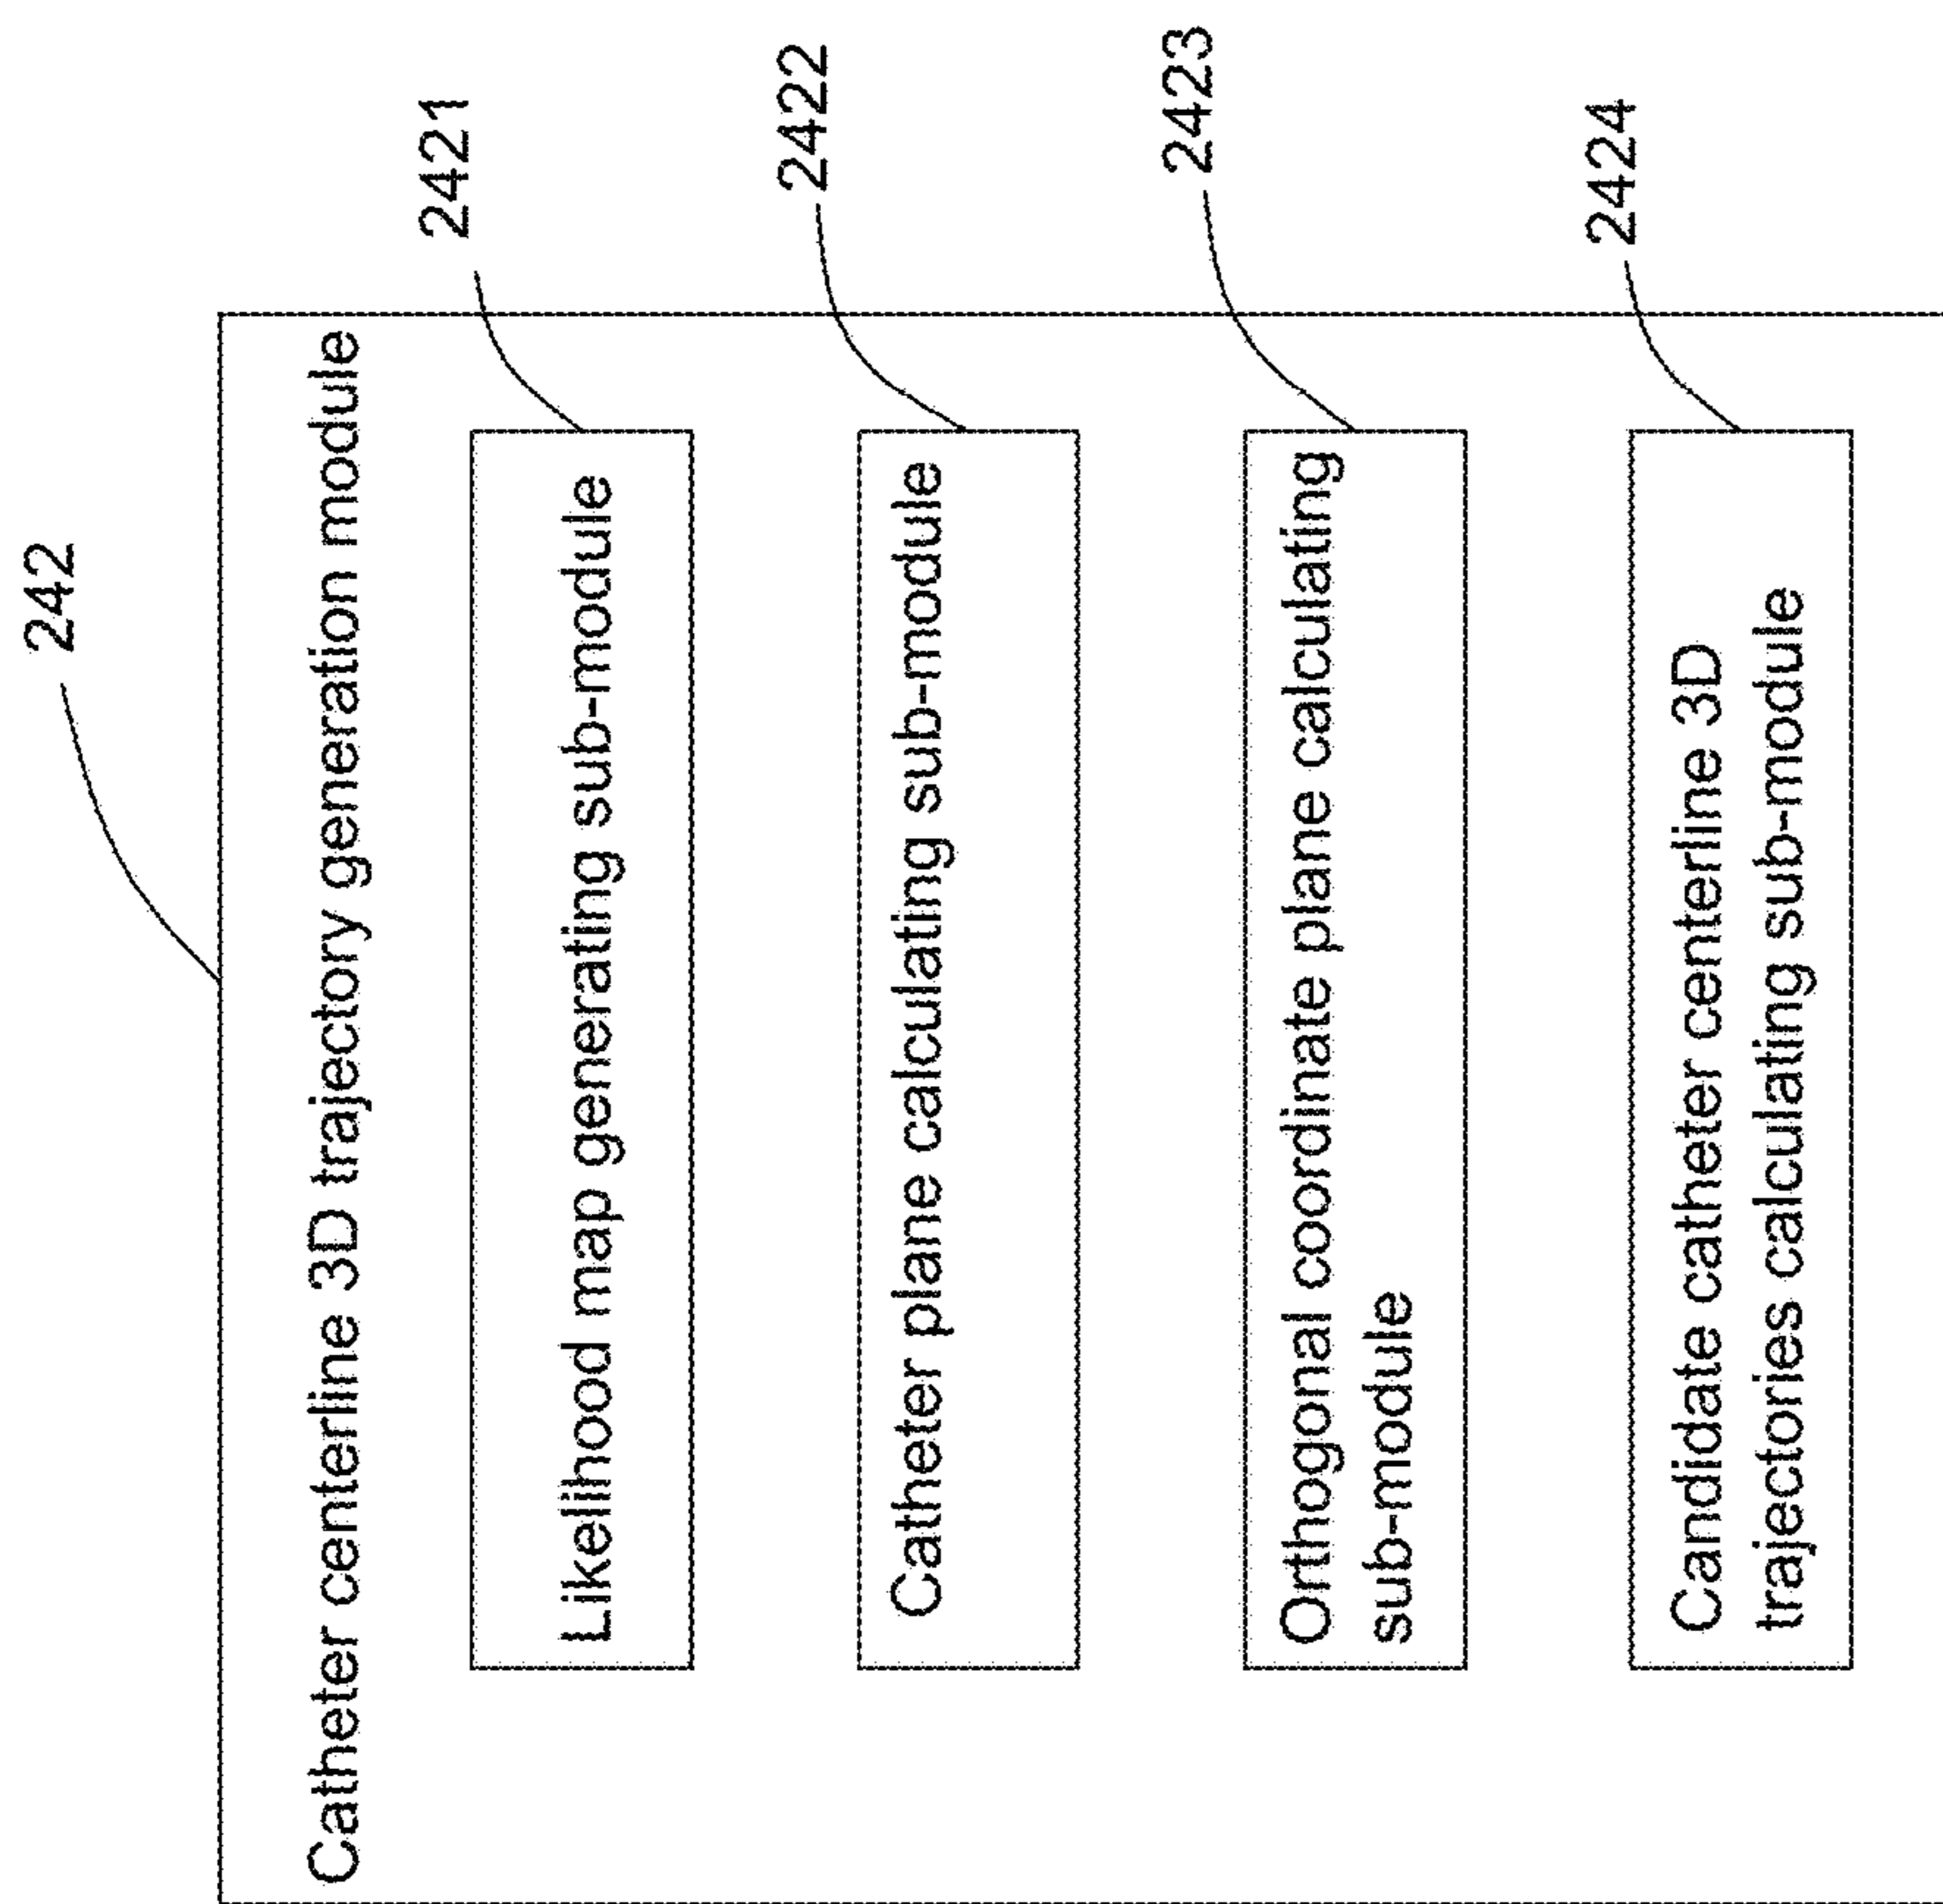 242
Catheter centerline 3D trajectory generation module
2421
Likelihood map generating sub-module
2422
Catheter plane calculating sub-module
2423
Orthogonal coordinate plane calculating
sub-module
2424
Candidate catheter centerline 3D
trajectories calculating sub-module